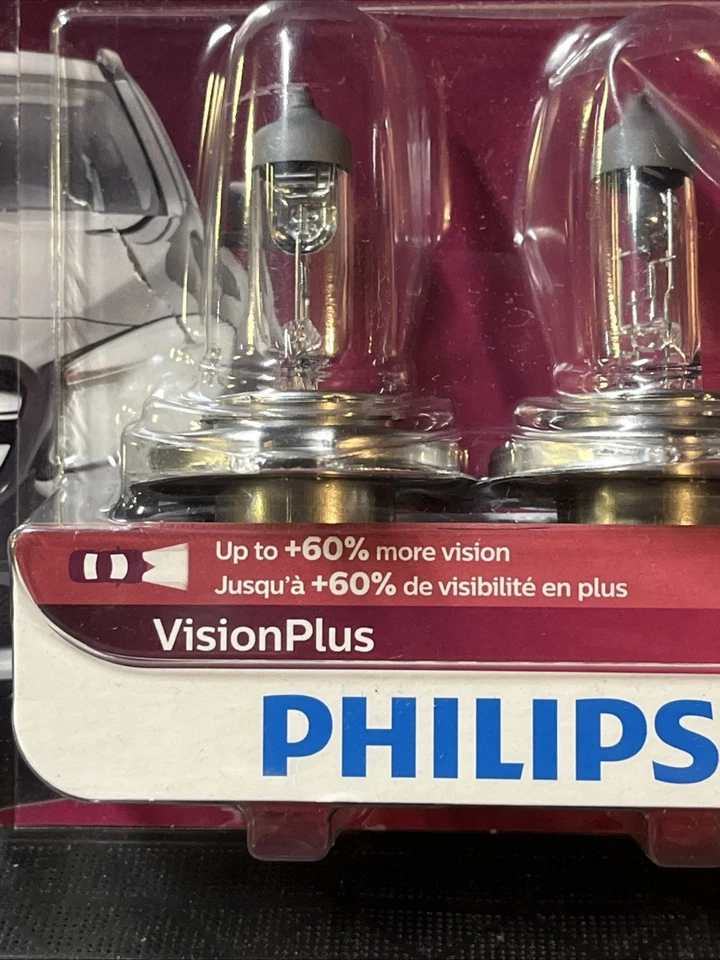 Up to +60% more vision
Jusqu'à +60% de visibilité en plus
VisionPlus
PHILIPS